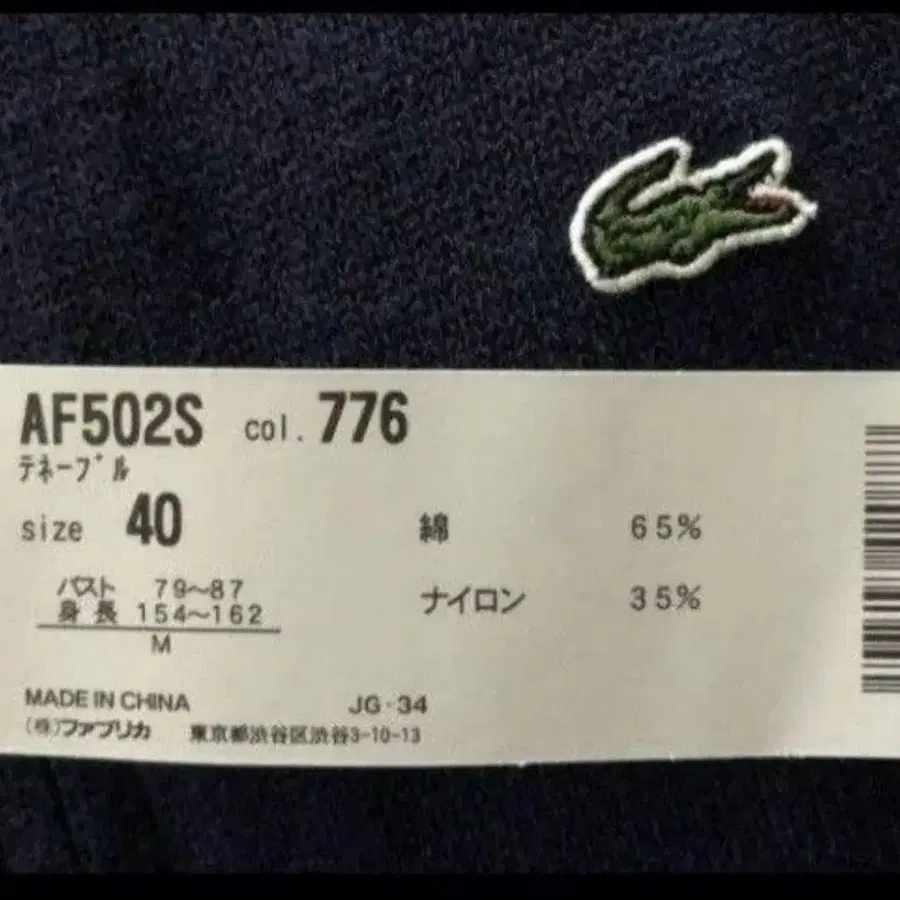 AF502S col. 776
テネーブル
size 40
綿 65%
バスト 79〜87
ナイロン 35%
身長 154〜162
M
MADE IN CHINA JG-34
(株)ファブリカ 東京都渋谷区渋谷3-10-13